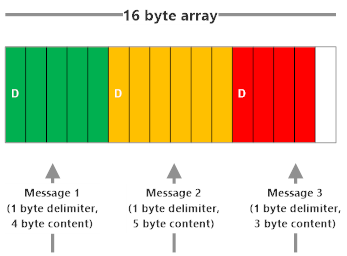 16 byte array
D D D
Message 1 Message 2 Message 3
(1 byte delimiter, (1 byte delimiter, (1 byte delimiter,
4 byte content) 5 byte content) 3 byte content)